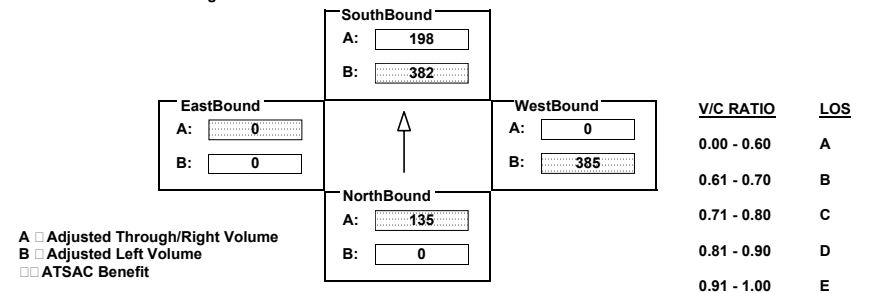 SouthBound
A: 198
B: 382
EastBound
A: 0
B: 0
WestBound
A: 0
B: 385
NorthBound
A: 135
B: 0
A □ Adjusted Through/Right Volume
B □ Adjusted Left Volume
□□ ATSAC Benefit
V/C RATIO LOS
0.00 - 0.60 A
0.61 - 0.70 B
0.71 - 0.80 C
0.81 - 0.90 D
0.91 - 1.00 E